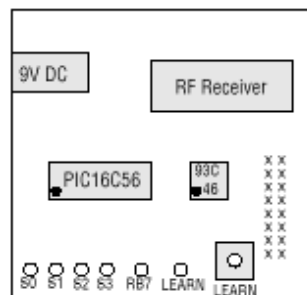 9V DC
RF Receiver
PIC16C56
93C
46
X X
X X
X X
X X
X X
X X
X X
X X
X X
S0 S1 S2 S3 RB7 LEARN LEARN